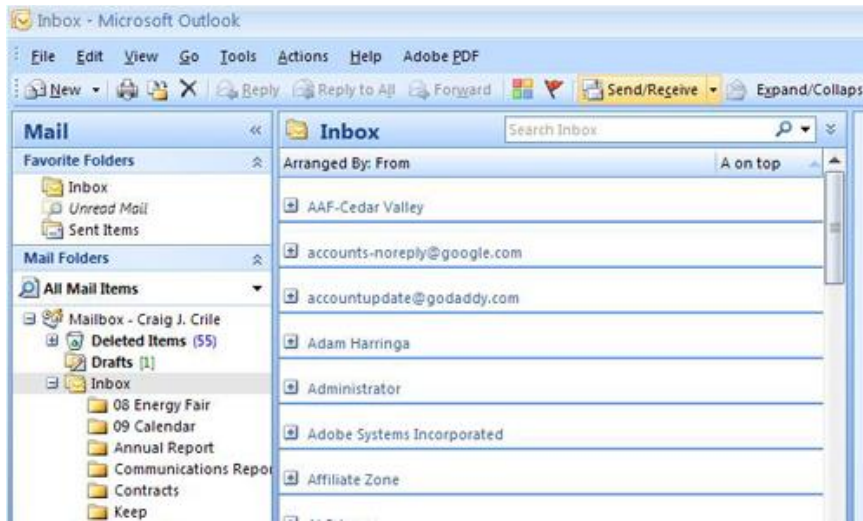 Inbox - Microsoft Outlook
File Edit View Go Tools Actions Help Adobe PDF
New Reply Reply to All Forward Send/Receive Expand/Collaps
Mail
Favorite Folders
Inbox
Unread Mail
Sent Items
Mail Folders
All Mail Items
Mailbox - Craig J. Crile
Deleted Items (55)
Drafts [1]
Inbox
08 Energy Fair
09 Calendar
Annual Report
Communications Repo
Contracts
Keep
Inbox Search Inbox
Arranged By: From A on top
AAF-Cedar Valley
accounts-noreply@google.com
accountupdate@godaddy.com
Adam Harringa
Administrator
Adobe Systems Incorporated
Affiliate Zone